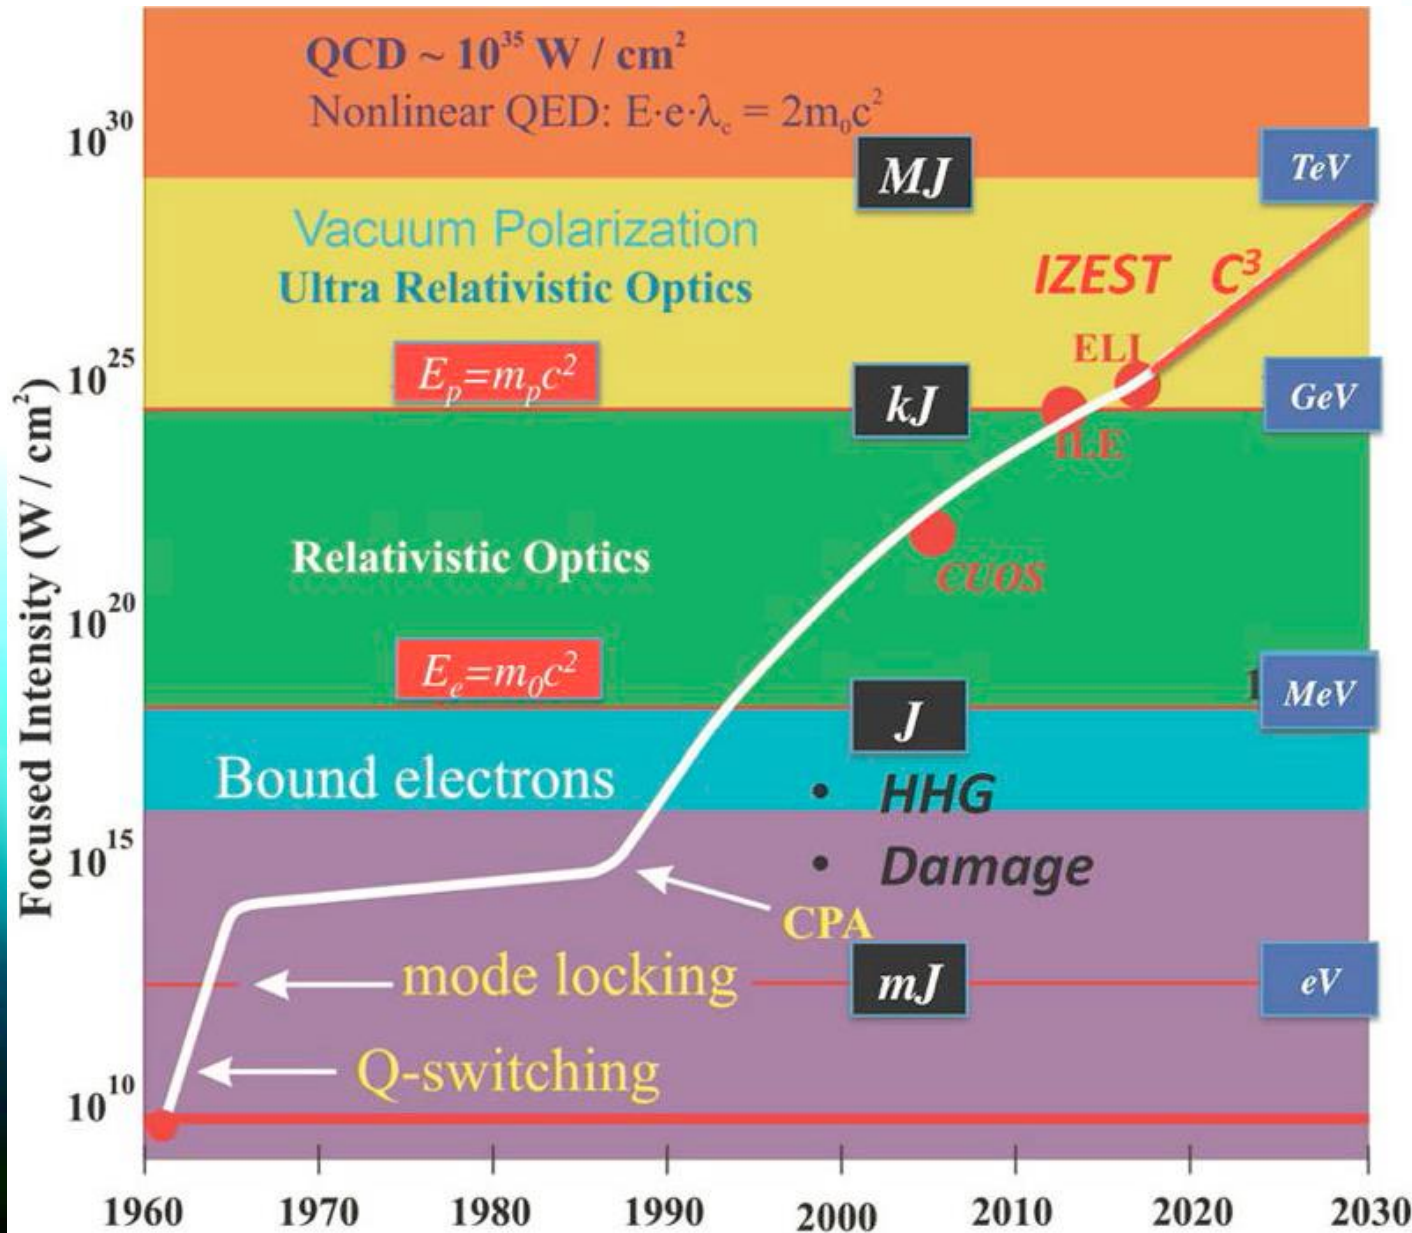 QCD ~ 10³⁵ W / cm²
Nonlinear QED: E·e·λc = 2m₀c²
10³⁰
MJ
TeV
Vacuum Polarization
IZEST C³
Ultra Relativistic Optics
ELI
10²⁵
Eₚ=mₚc²
kJ
GeV
ILE
Focused Intensity (W / cm²)
Relativistic Optics
CUOS
10²⁰
Eₑ=m₀c²
MeV
J
Bound electrons
• HHG
10¹⁵
• Damage
CPA
mode locking
mJ
eV
Q-switching
10¹⁰
1960 1970 1980 1990 2000 2010 2020 2030